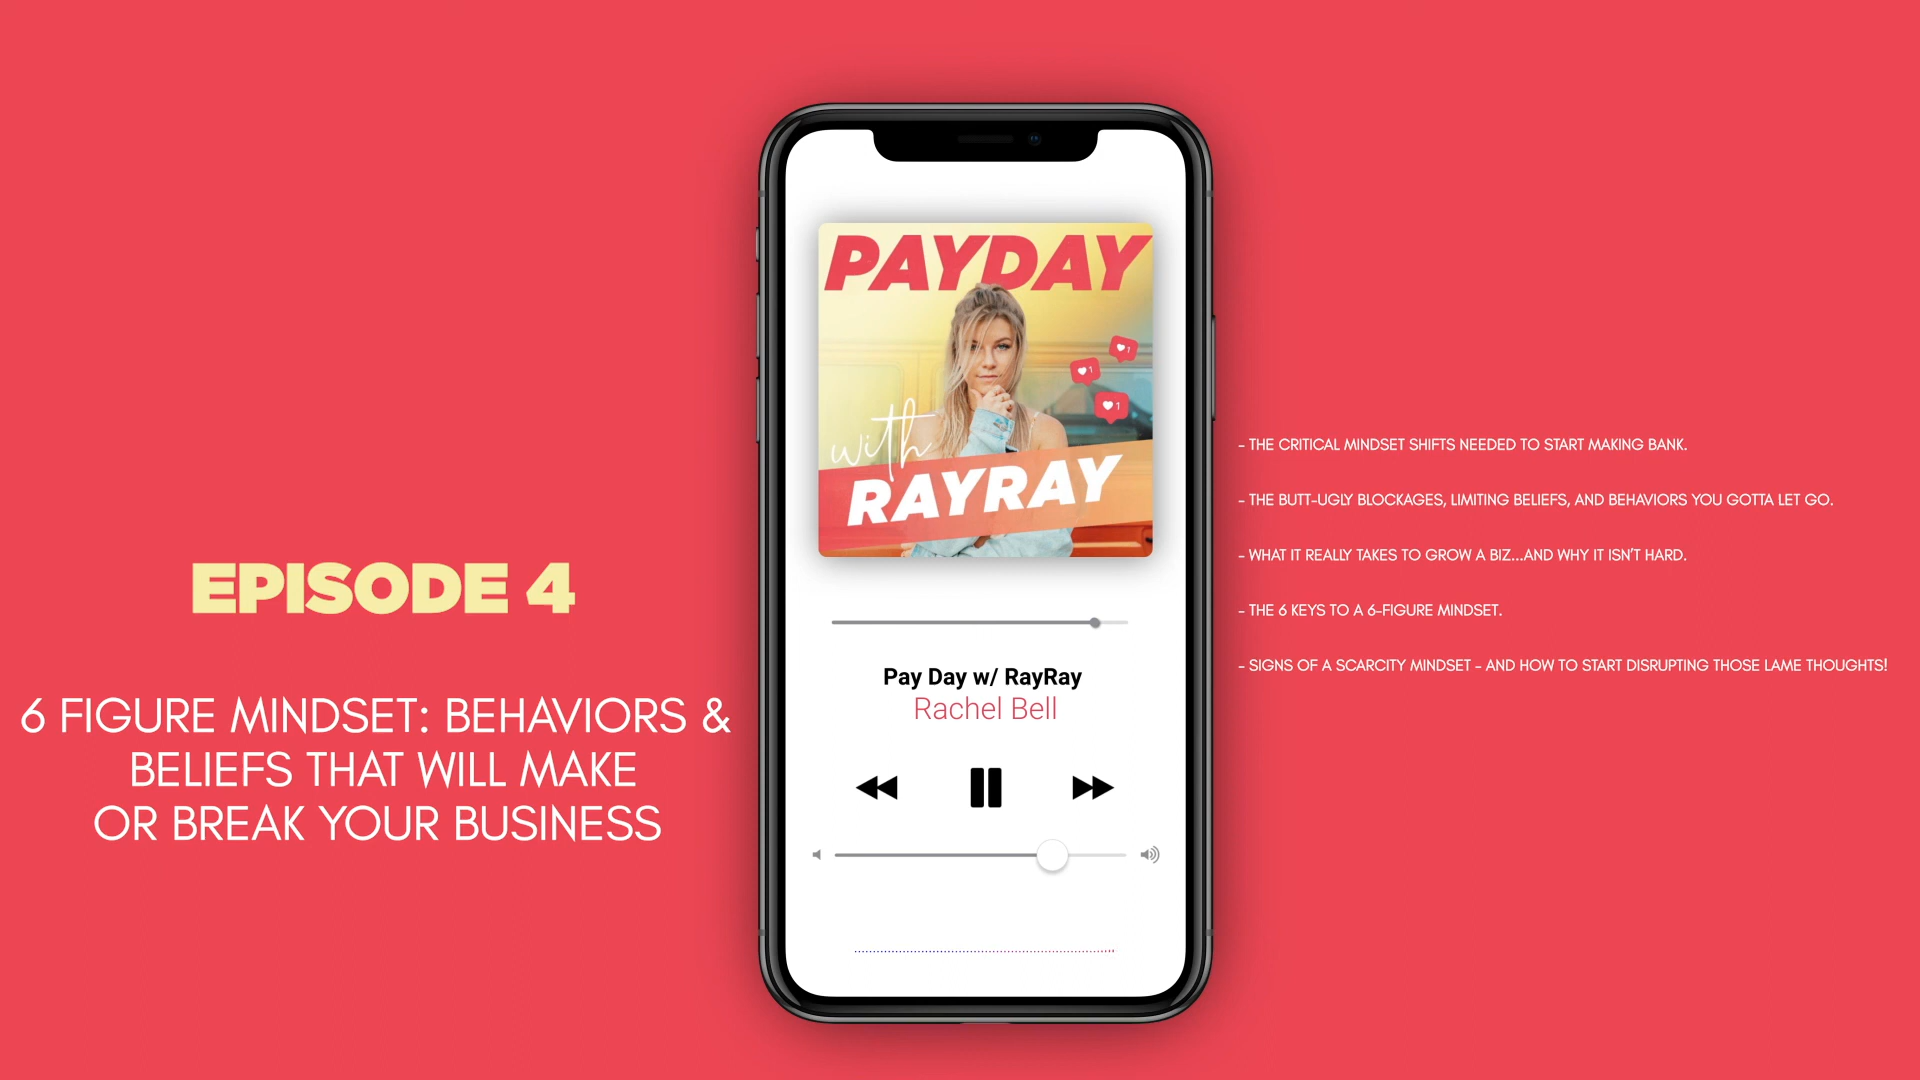 EPISODE 4
6 FIGURE MINDSET: BEHAVIORS &
BELIEFS THAT WILL MAKE
OR BREAK YOUR BUSINESS
PAYDAY
1
1
1
with
RAYRAY
Pay Day w/ RayRay
Rachel Bell
- THE CRITICAL MINDSET SHIFTS NEEDED TO START MAKING BANK.
- THE BUTT-UGLY BLOCKAGES, LIMITING BELIEFS, AND BEHAVIORS YOU GOTTA LET GO.
- WHAT IT REALLY TAKES TO GROW A BIZ...AND WHY IT ISN'T HARD.
- THE 6 KEYS TO A 6-FIGURE MINDSET.
- SIGNS OF A SCARCITY MINDSET - AND HOW TO START DISRUPTING THOSE LAME THOUGHTS!